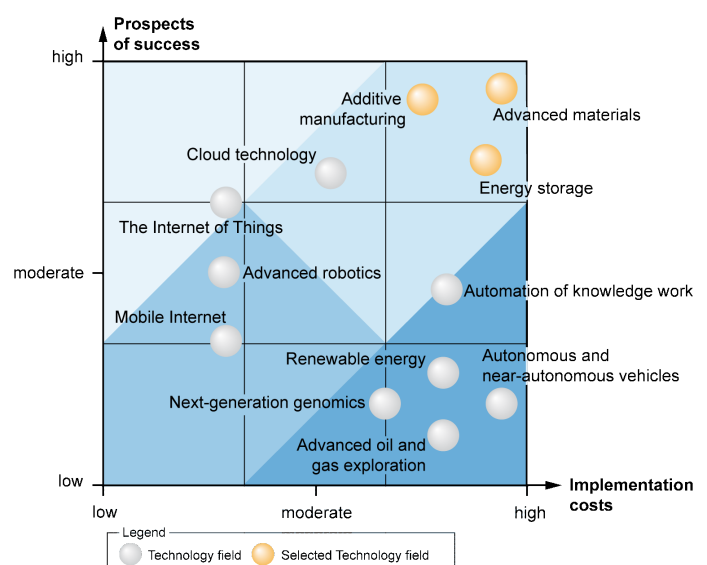 Prospects
of success
high
Additive
manufacturing
Advanced materials
Cloud technology
Energy storage
The Internet of Things
moderate
Advanced robotics
Automation of knowledge work
Mobile Internet
Renewable energy
Autonomous and
near-autonomous vehicles
Next-generation genomics
Advanced oil and
gas exploration
low
Implementation
costs
low
moderate
high
Legend
Technology field
Selected Technology field